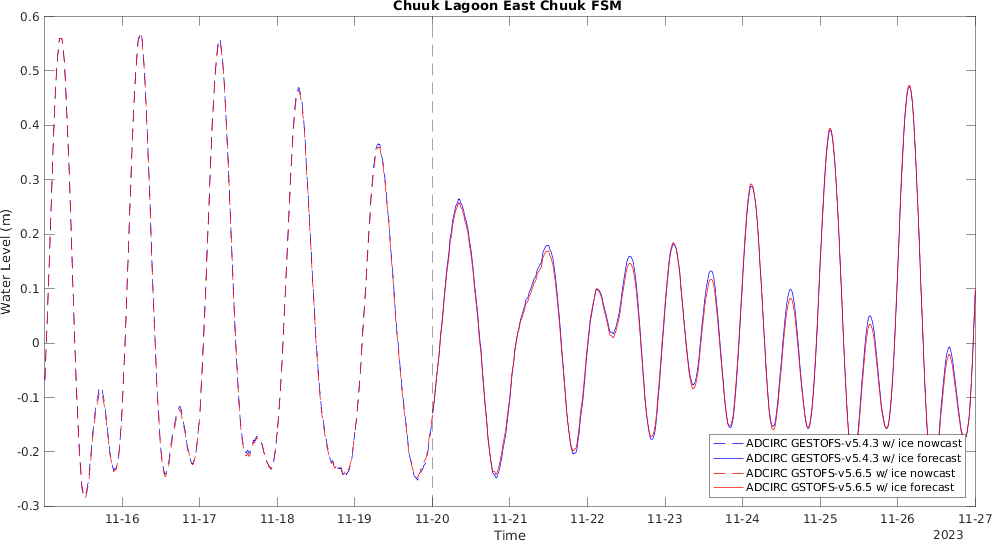 Chuuk Lagoon East Chuuk FSM
Water Level (m)
0.6
0.5
0.4
0.3
0.2
0.1
0
-0.1
-0.2
-0.3
ADCIRC GESTOFS-v5.4.3 w/ ice nowcast
ADCIRC GESTOFS-v5.4.3 w/ ice forecast
ADCIRC GSTOFS-v5.6.5 w/ ice nowcast
ADCIRC GSTOFS-v5.6.5 w/ ice forecast
11-16 11-17 11-18 11-19 11-20 11-21 11-22 11-23 11-24 11-25 11-26 11-27
Time
2023